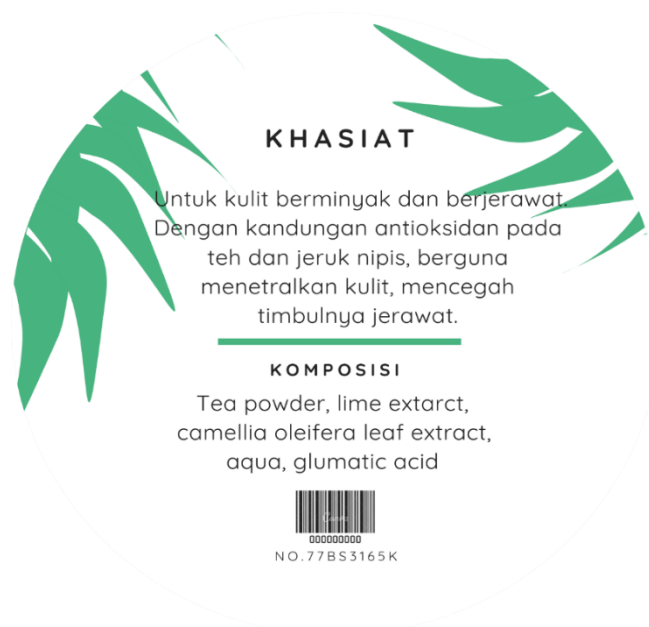 KHASIAT
Untuk kulit berminyak dan berjerawat.
Dengan kandungan antioksidan pada
teh dan jeruk nipis, berguna
menetralkan kulit, mencegah
timbulnya jerawat.
KOMPOSISI
Tea powder, lime extarct,
camellia oleifera leaf extract,
aqua, glumatic acid
Canva
000000000
NO.77BS3165K